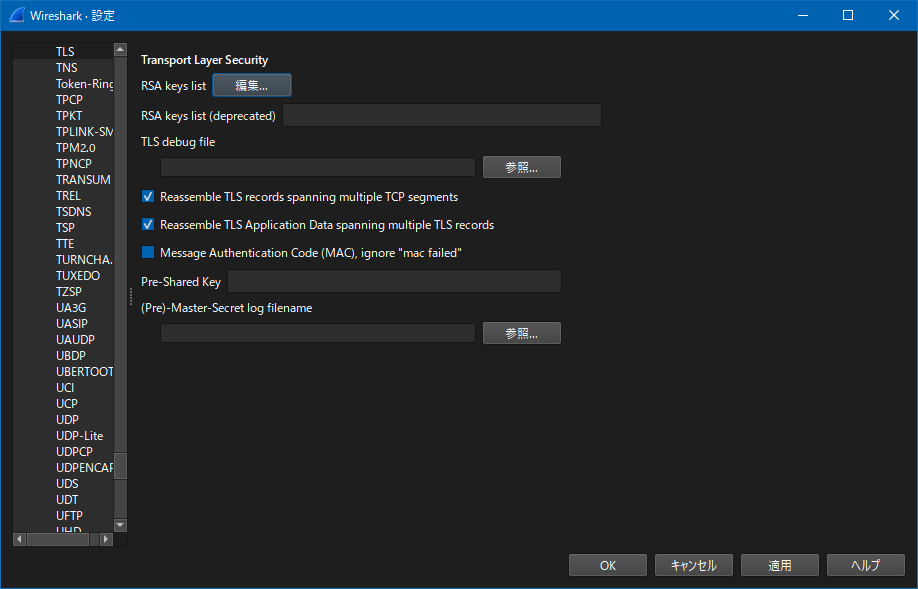 Wireshark · 設定
TLS
TNS
Token-Ring
TPCP
TPKT
TPLINK-SM
TPM2.0
TPNCP
TRANSUM
TREL
TSDNS
TSP
TTE
TURNCHA.
TUXEDO
TZSP
UA3G
UASIP
UAUDP
UBDP
UBERTOOT
UCI
UCP
UDP
UDP-Lite
UDPCP
UDPENCAP
UDS
UDT
UFTP
UHD
Transport Layer Security
RSA keys list 編集...
RSA keys list (deprecated)
TLS debug file
参照...
Reassemble TLS records spanning multiple TCP segments
Reassemble TLS Application Data spanning multiple TLS records
Message Authentication Code (MAC), ignore "mac failed"
Pre-Shared Key
(Pre)-Master-Secret log filename
参照...
OK キャンセル 適用 ヘルプ